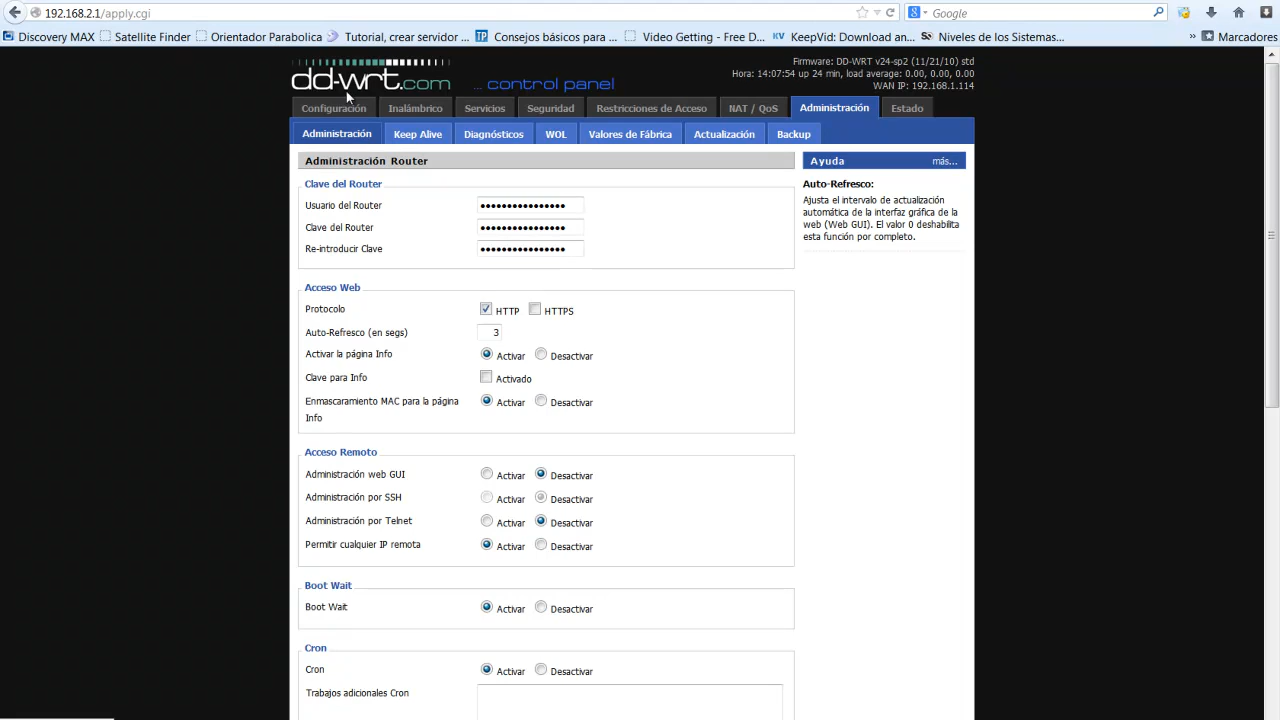 192.168.2.1/apply.cgi
Google
Discovery MAX
Satellite Finder
Orientador Parabolica
Tutorial, crear servidor ...
Consejos básicos para ...
Video Getting - Free D...
KeepVid: Download an...
Niveles de los Sistemas...
»
Marcadores
dd-wrt.com
... control panel
Firmware: DD-WRT v24-sp2 (11/21/10) std
Hora: 14:07:54 up 24 min, load average: 0.00, 0.00, 0.00
WAN IP: 192.168.1.114
Configuración
Inalámbrico
Servicios
Seguridad
Restricciones de Acceso
NAT / QoS
Administración
Estado
Administración
Keep Alive
Diagnósticos
WOL
Valores de Fábrica
Actualización
Backup
Administración Router
Clave del Router
Usuario del Router
Clave del Router
Re-introducir Clave
Acceso Web
Protocolo
HTTP
HTTPS
Auto-Refresco (en segs)
3
Activar la página Info
Activar
Desactivar
Clave para Info
Activado
Enmascaramiento MAC para la página
Info
Activar
Desactivar
Acceso Remoto
Administración web GUI
Activar
Desactivar
Administración por SSH
Activar
Desactivar
Administración por Telnet
Activar
Desactivar
Permitir cualquier IP remota
Activar
Desactivar
Boot Wait
Boot Wait
Activar
Desactivar
Cron
Cron
Activar
Desactivar
Trabajos adicionales Cron
Ayuda
más...
Auto-Refresco:
Ajusta el intervalo de actualización
automática de la interfaz gráfica de la
web (Web GUI). El valor 0 deshabilita
esta función por completo.